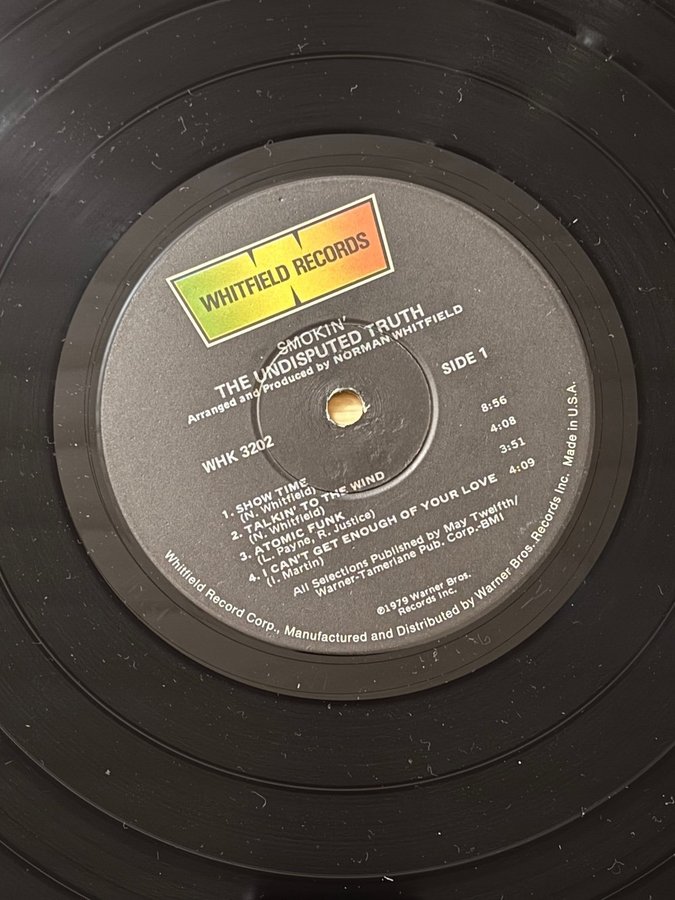 WHITFIELD RECORDS
SMOKIN'
THE UNDISPUTED TRUTH
Arranged and Produced by NORMAN WHITFIELD
SIDE 1
WHK 3202
1. SHOW TIME 8:56
(N. Whitfield)
2. TALKIN' TO THE WIND 4:08
(N. Whitfield)
3. ATOMIC FUNK 3:51
(L. Payne, R. Justice)
4. I CAN'T GET ENOUGH OF YOUR LOVE 4:09
(I. Martin)
All Selections Published by May Twelfth/
Warner-Tamerlane Pub. Corp.-BMI
℗1979 Warner Bros.
Records Inc.
Whitfield Record Corp., Manufactured and Distributed by Warner Bros. Records Inc. Made in U.S.A.